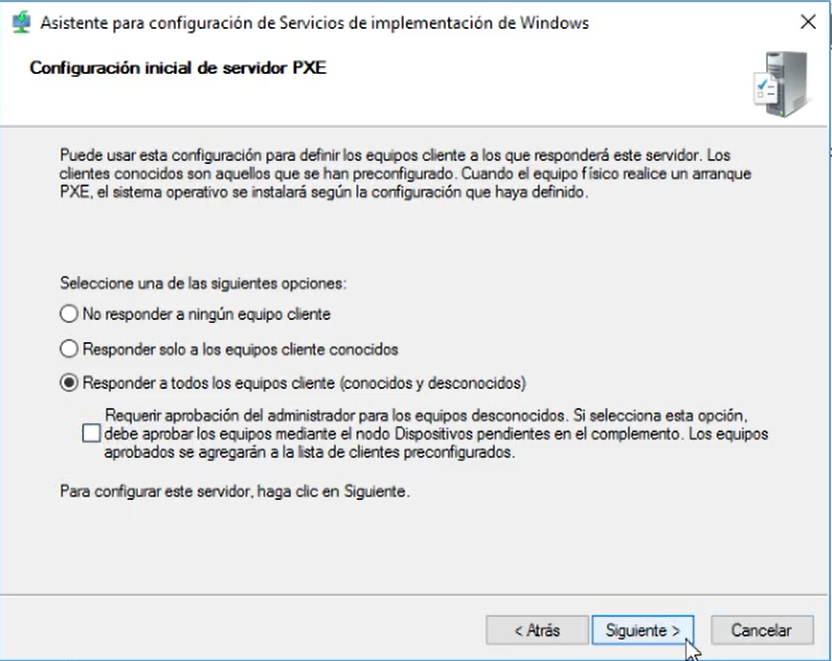 Asistente para configuración de Servicios de implementación de Windows
Configuración inicial de servidor PXE
Puede usar esta configuración para definir los equipos cliente a los que responderá este servidor. Los
clientes conocidos son aquellos que se han preconfigurado. Cuando el equipo físico realice un arranque
PXE, el sistema operativo se instalará según la configuración que haya definido.
Seleccione una de las siguientes opciones:
No responder a ningún equipo cliente
Responder solo a los equipos cliente conocidos
Responder a todos los equipos cliente (conocidos y desconocidos)
Requerir aprobación del administrador para los equipos desconocidos. Si selecciona esta opción,
debe aprobar los equipos mediante el nodo Dispositivos pendientes en el complemento. Los equipos
aprobados se agregarán a la lista de clientes preconfigurados.
Para configurar este servidor, haga clic en Siguiente.
< Atrás
Siguiente >
Cancelar